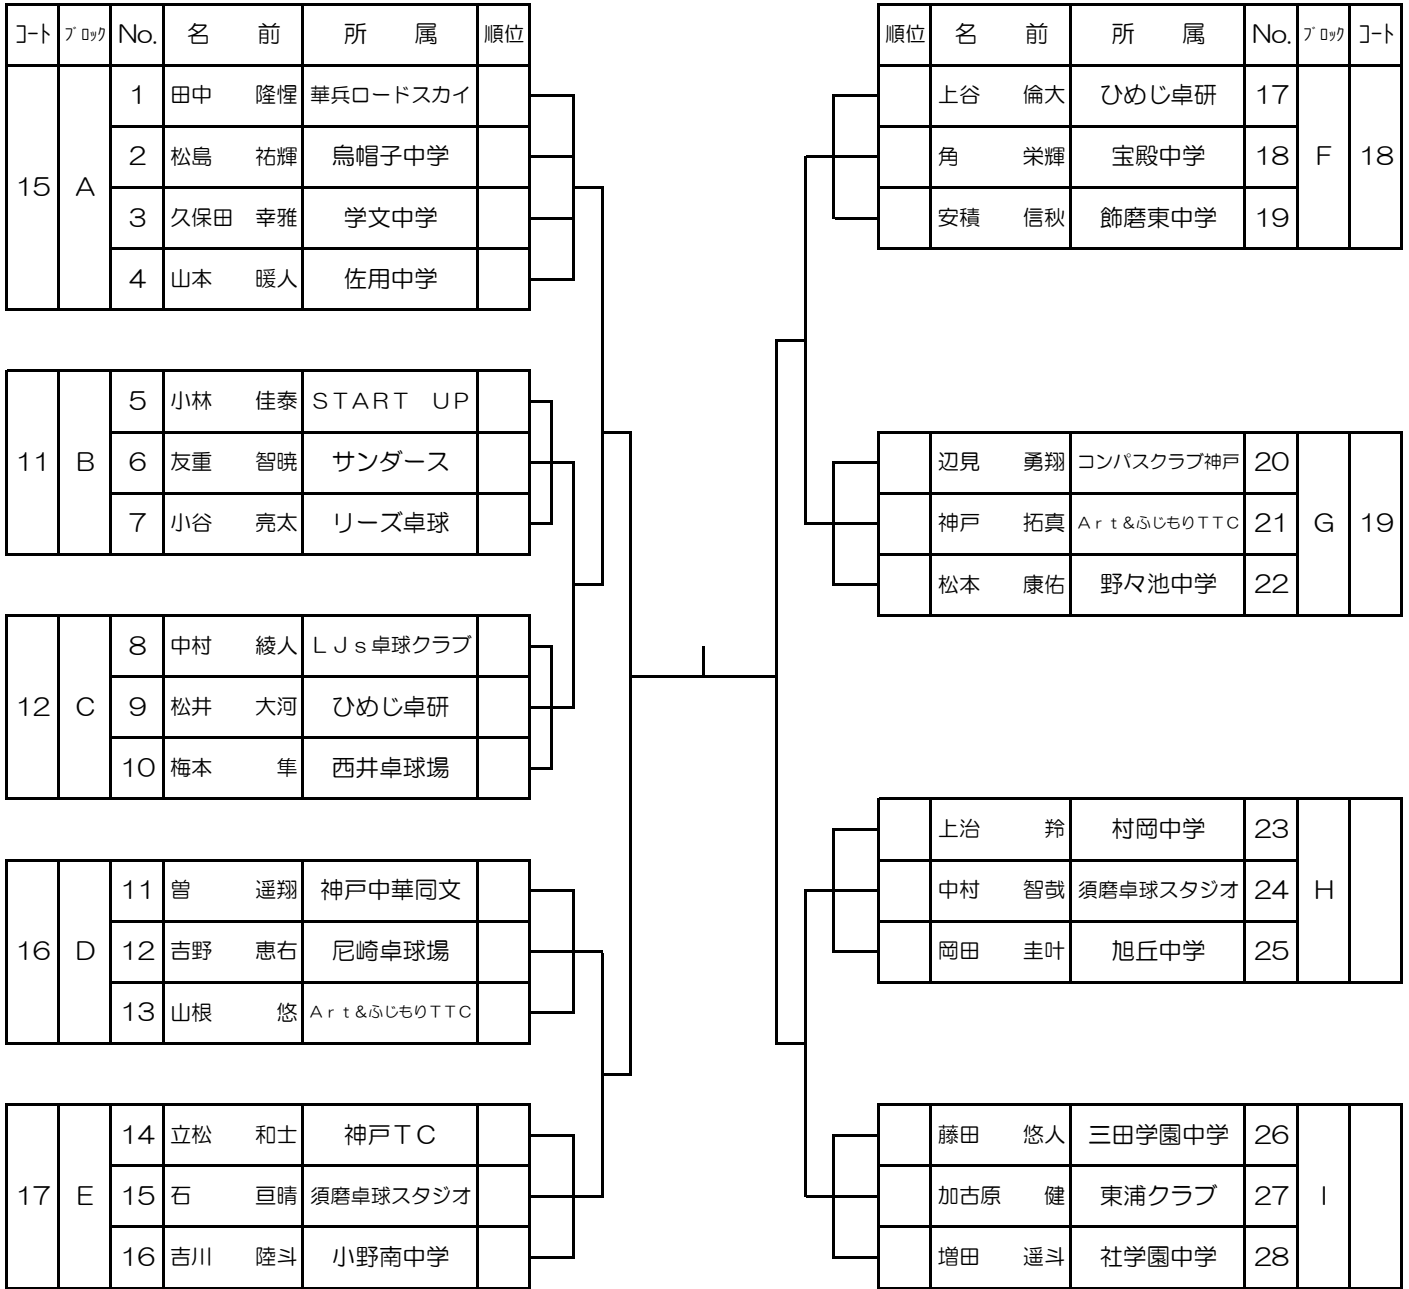 コート ブロック No. 名 前 所 属 順位
15 A
1 田中 隆惺 華兵ロードスカイ
2 松島 祐輝 烏帽子中学
3 久保田 幸雅 学文中学
4 山本 暖人 佐用中学
11 B
5 小林 佳泰 START UP
6 友重 智暁 サンダース
7 小谷 亮太 リーズ卓球
12 C
8 中村 綾人 LJs卓球クラブ
9 松井 大河 ひめじ卓研
10 梅本 隼 西井卓球場
16 D
11 曽 遥翔 神戸中華同文
12 吉野 恵右 尼崎卓球場
13 山根 悠 Art&ふじもりTTC
17 E
14 立松 和士 神戸TC
15 石 亘晴 須磨卓球スタジオ
16 吉川 陸斗 小野南中学
順位 名 前 所 属 No. ブロック コート
上谷 倫大 ひめじ卓研 17
角 栄輝 宝殿中学 18
安積 信秋 飾磨東中学 19
F 18
辺見 勇翔 コンパスクラブ神戸 20
神戸 拓真 Art&ふじもりTTC 21
松本 康佑 野々池中学 22
G 19
上治 羚 村岡中学 23
中村 智哉 須磨卓球スタジオ 24
岡田 圭叶 旭丘中学 25
H
藤田 悠人 三田学園中学 26
加古原 健 東浦クラブ 27
増田 遥斗 社学園中学 28
I